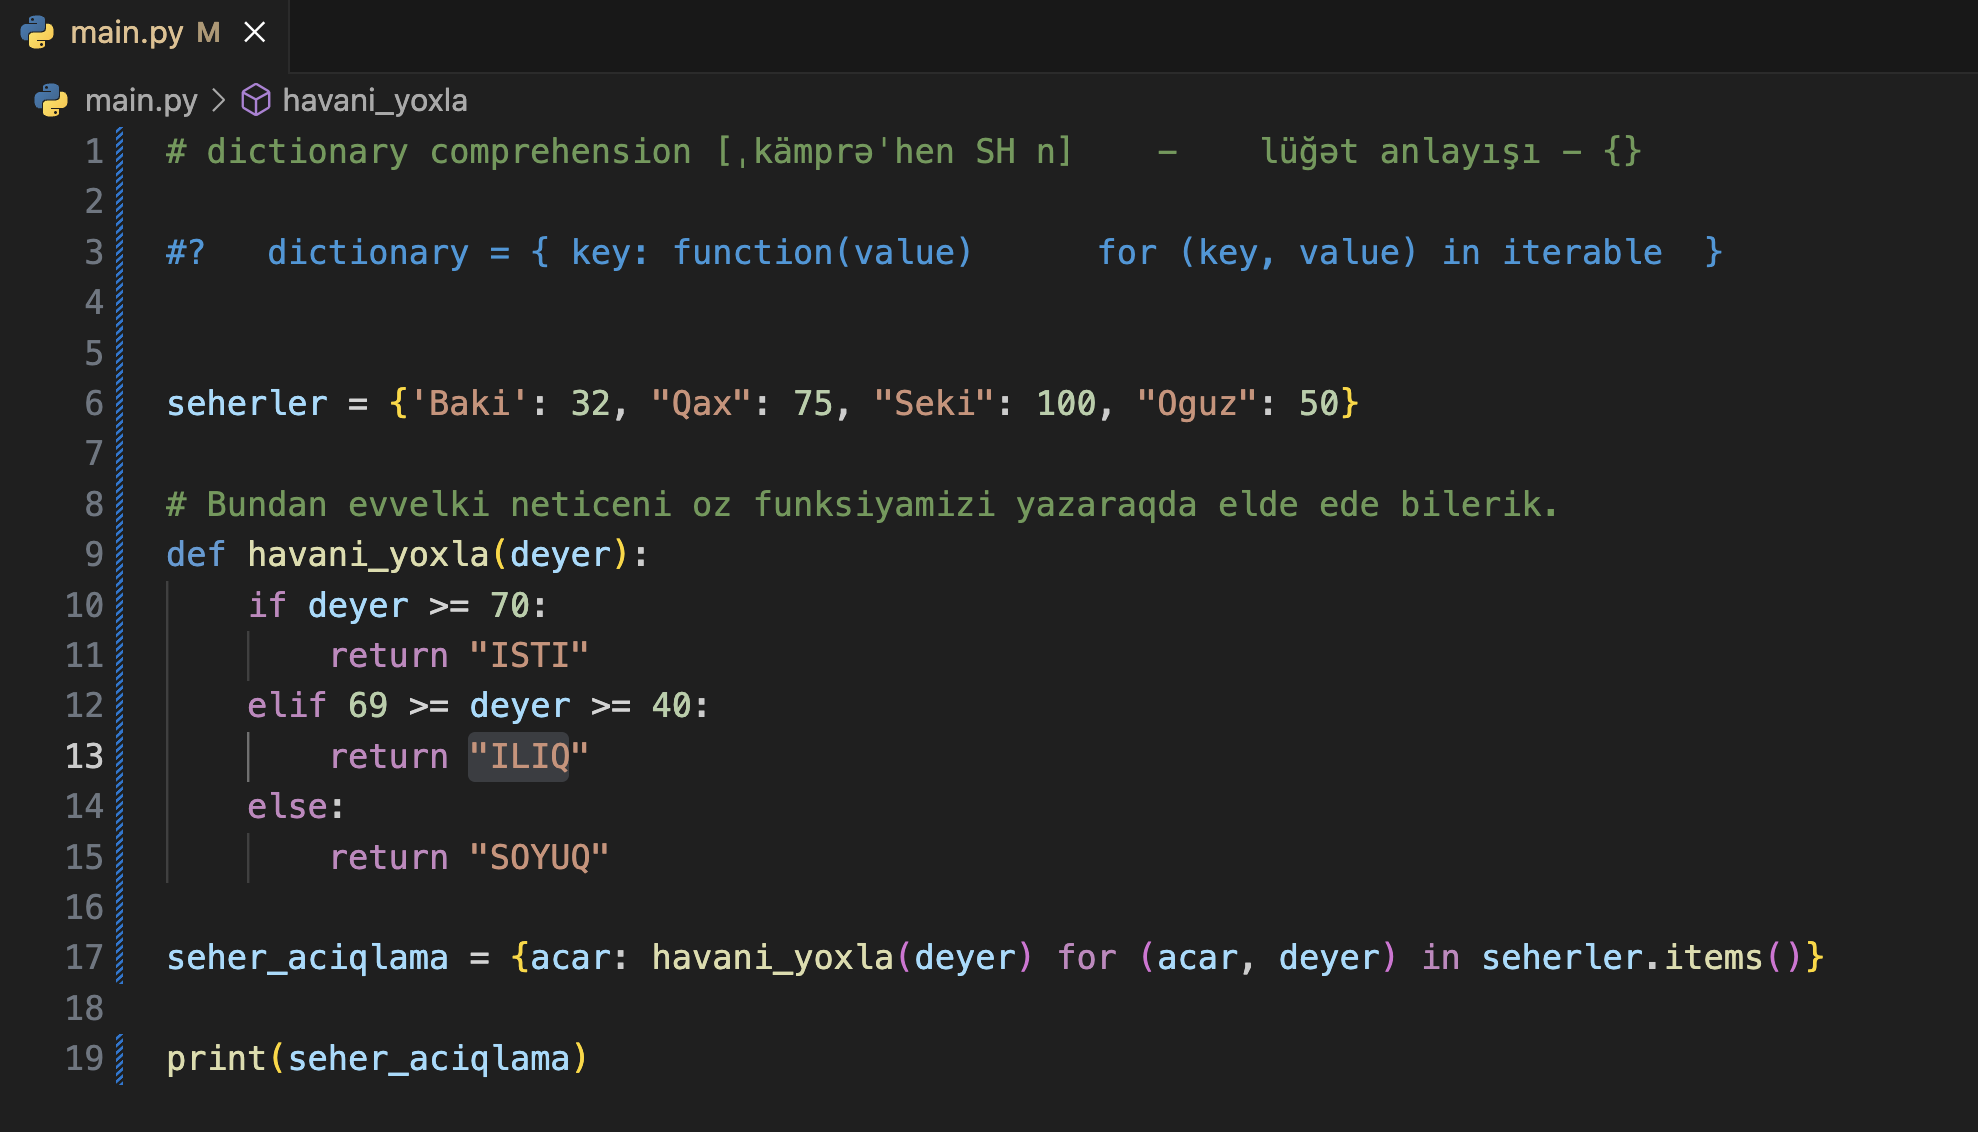 main.py M
main.py > havani_yoxla
1 # dictionary comprehension [ˌkämprəˈhen SH n] - lüğət anlayışı - {}
2
3 #? dictionary = { key: function(value) for (key, value) in iterable }
4
5
6 seherler = {'Baki': 32, "Qax": 75, "Seki": 100, "Oguz": 50}
7
8 # Bundan evvelki neticeni oz funksiyamizi yazaraqda elde ede bilerik.
9 def havani_yoxla(deyer):
10 if deyer >= 70:
11 return "ISTI"
12 elif 69 >= deyer >= 40:
13 return "ILIQ"
14 else:
15 return "SOYUQ"
16
17 seher_aciqlama = {acar: havani_yoxla(deyer) for (acar, deyer) in seherler.items()}
18
19 print(seher_aciqlama)